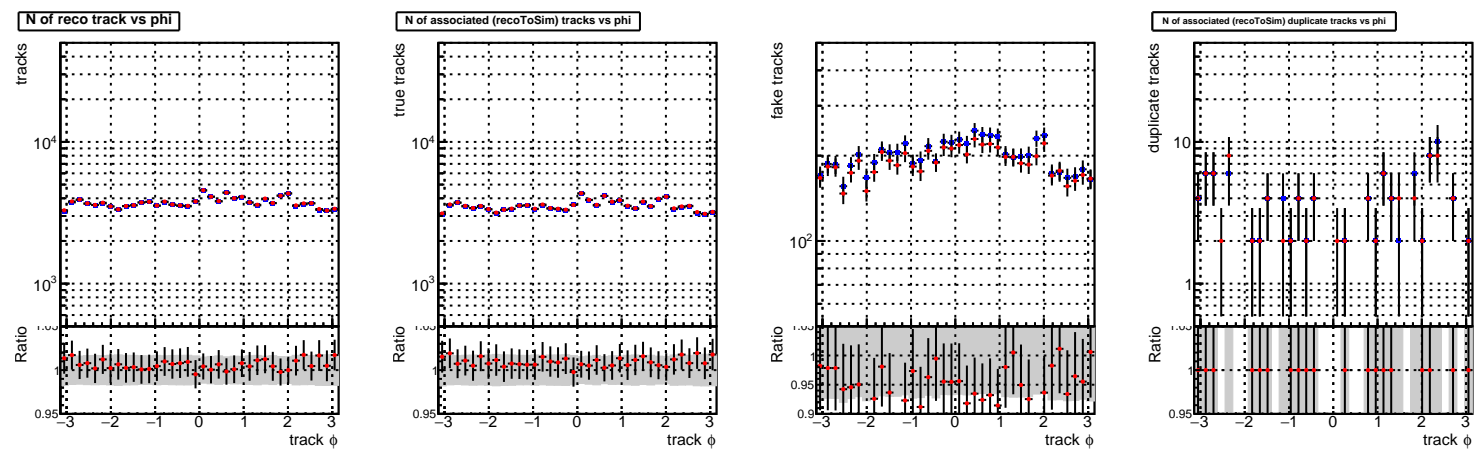 N of reco track vs phi
tracks
10⁴
10³
Ratio
1
0.95
−3 −2 −1 0 1 2 3
track ϕ
N of associated (recoToSim) tracks vs phi
true tracks
10⁴
10³
Ratio
1
0.95
−3 −2 −1 0 1 2 3
track ϕ
fake tracks
10²
Ratio
1
0.95
0.9
−3 −2 −1 0 1 2 3
track ϕ
N of associated (recoToSim) duplicate tracks vs phi
duplicate tracks
10
1
Ratio
1
0.95
−3 −2 −1 0 1 2 3
track ϕ